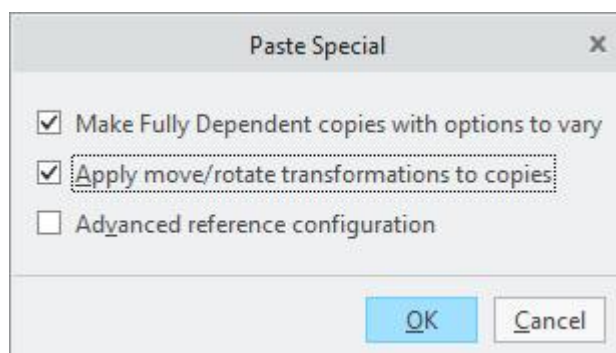 Paste Special
Make Fully Dependent copies with options to vary
Apply move/rotate transformations to copies
Advanced reference configuration
OK Cancel